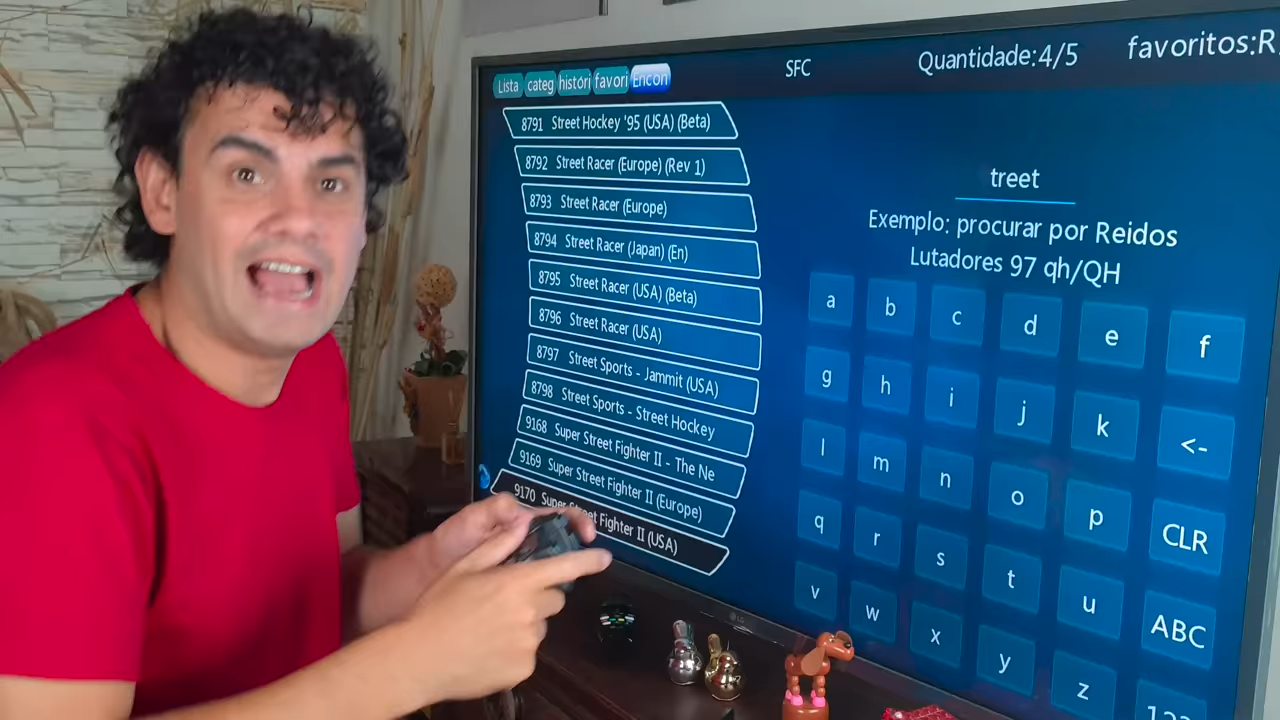 Lista categ históri favori Encon
SFC
Quantidade:4/5
favoritos:R
8791 Street Hockey '95 (USA) (Beta)
8792 Street Racer (Europe) (Rev 1)
8793 Street Racer (Europe)
8794 Street Racer (Japan) (En)
8795 Street Racer (USA) (Beta)
8796 Street Racer (USA)
8797 Street Sports - Jammit (USA)
8798 Street Sports - Street Hockey
9168 Super Street Fighter II - The Ne
9169 Super Street Fighter II (Europe)
9170 Super Street Fighter II (USA)
treet
Exemplo: procurar por Reidos
Lutadores 97 qh/QH
a b c d e f
g h i j k <-
l m n o p CLR
q r s t u ABC
v w x y z 123
LG